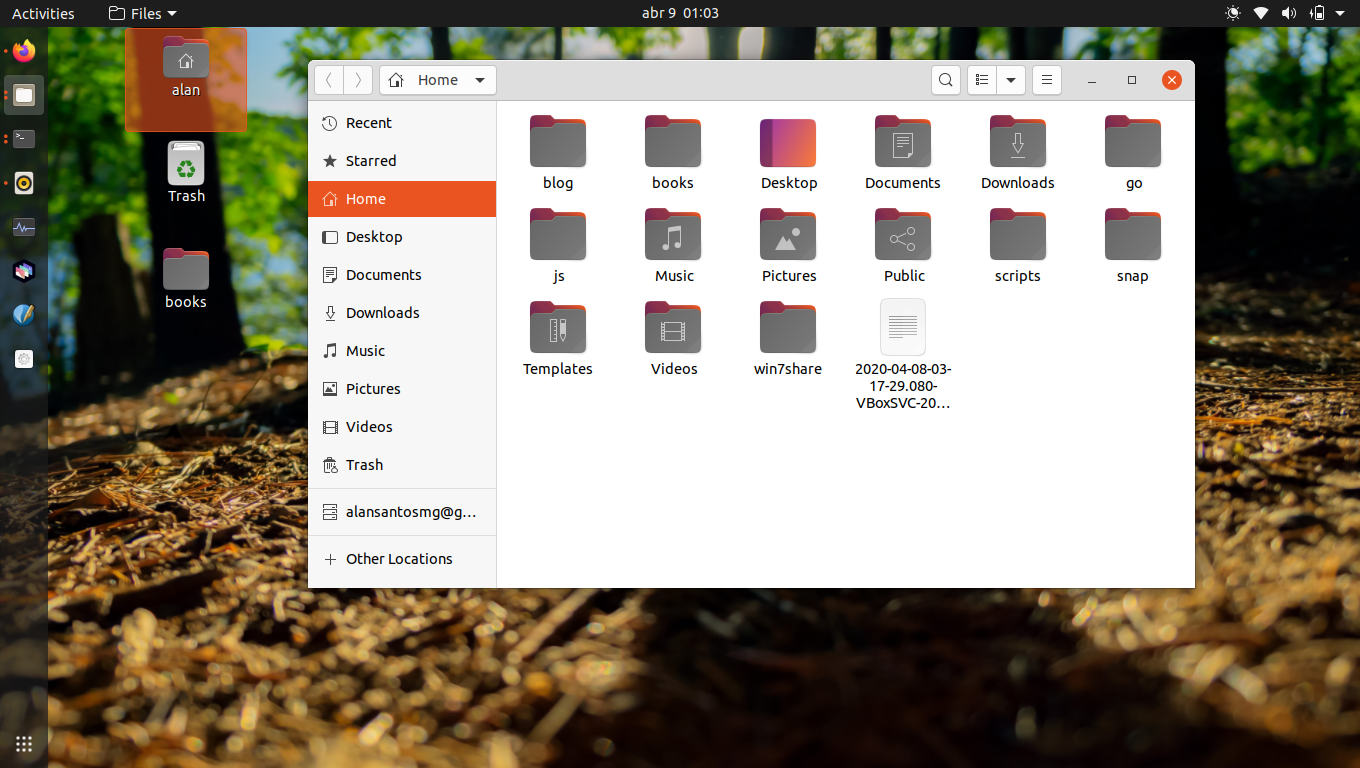 Activities Files abr 9 01:03
alan
Trash
books
Home
Recent
Starred
Home
Desktop
Documents
Downloads
Music
Pictures
Videos
Trash
alansantosmg@g…
Other Locations
blog books Desktop Documents Downloads go
js Music Pictures Public scripts snap
Templates Videos win7share 2020-04-08-03-
17-29.080-
VBoxSVC-20…